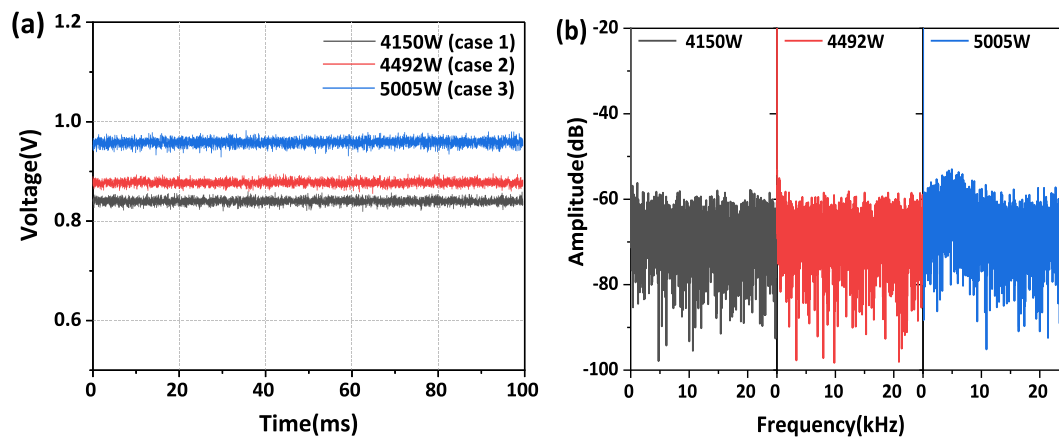 (a)
1.2
1.0
0.8
0.6
Voltage(V)
4150W (case 1)
4492W (case 2)
5005W (case 3)
0 20 40 60 80 100
Time(ms)
(b)
-20
-40
-60
-80
-100
Amplitude(dB)
4150W 4492W 5005W
0 10 20 0 10 20 0 10 20
Frequency(kHz)